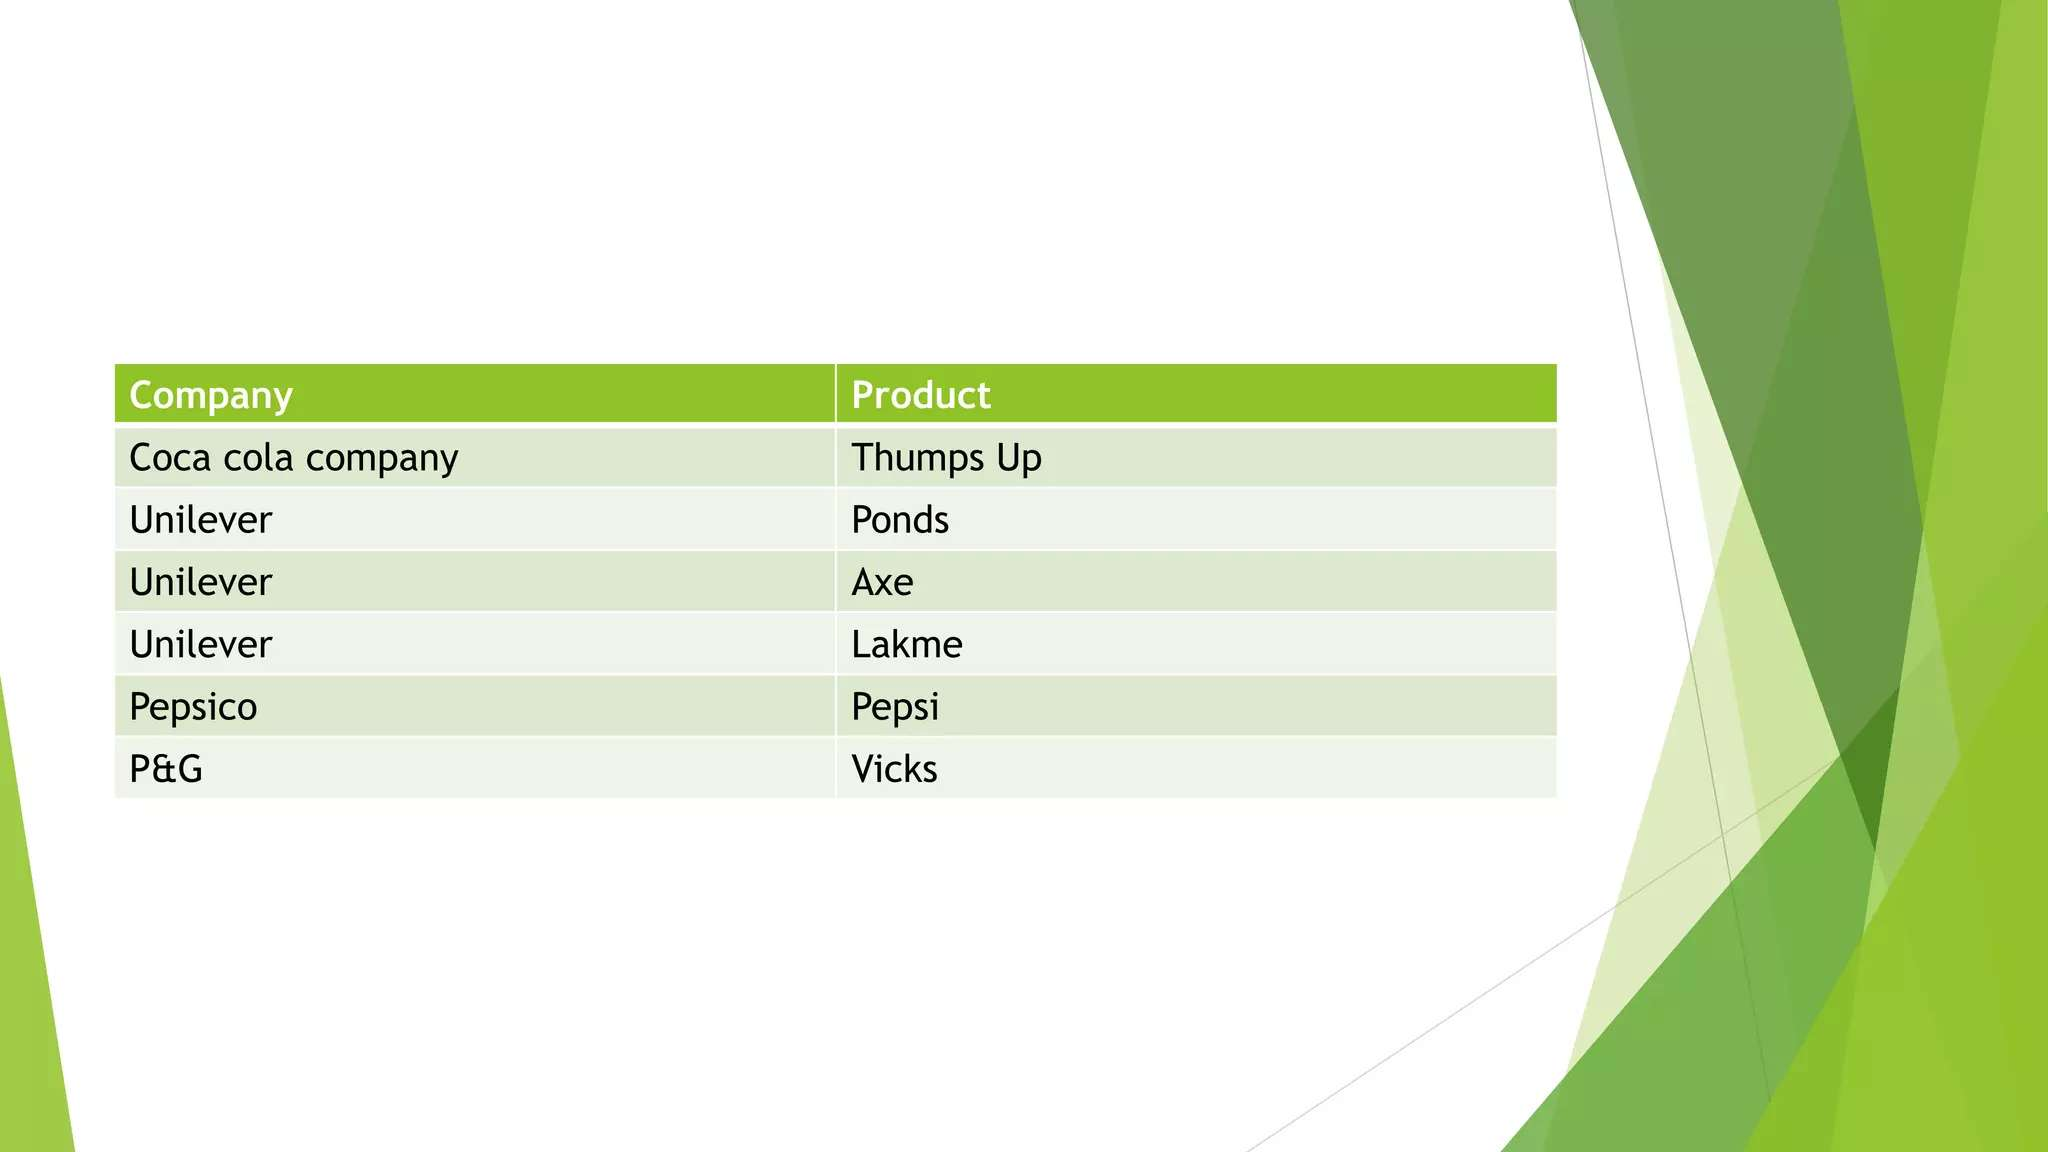 Company Product
Coca cola company Thumps Up
Unilever Ponds
Unilever Axe
Unilever Lakme
Pepsico Pepsi
P&G Vicks